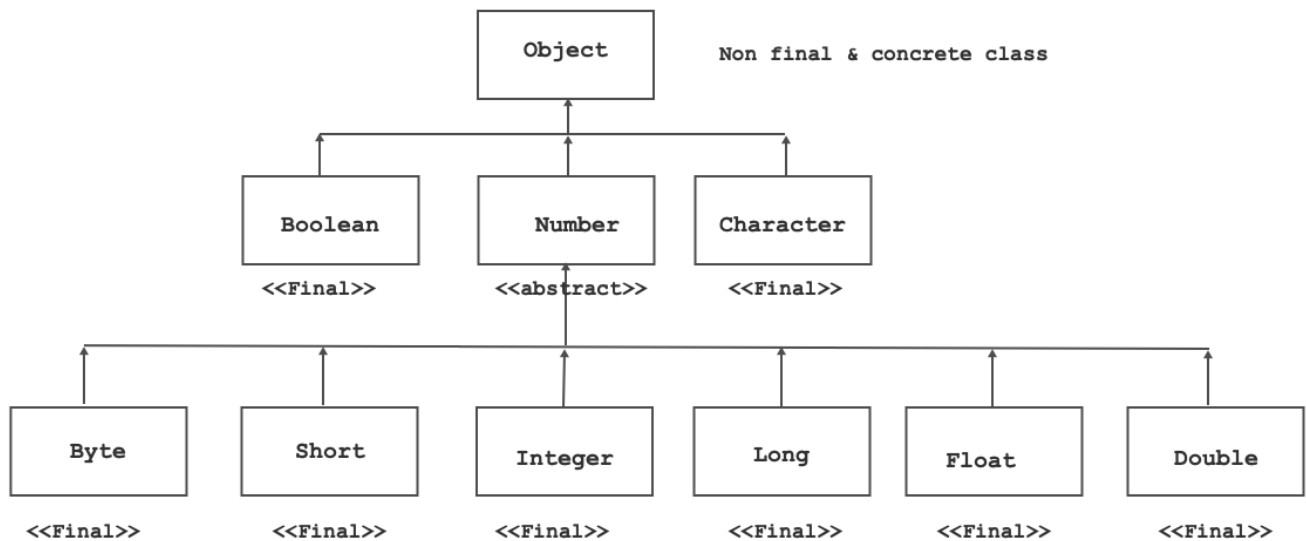 Object
Non final & concrete class
Boolean
Number
Character
<<Final>>
<<abstract>>
<<Final>>
Byte
Short
Integer
Long
Float
Double
<<Final>>
<<Final>>
<<Final>>
<<Final>>
<<Final>>
<<Final>>